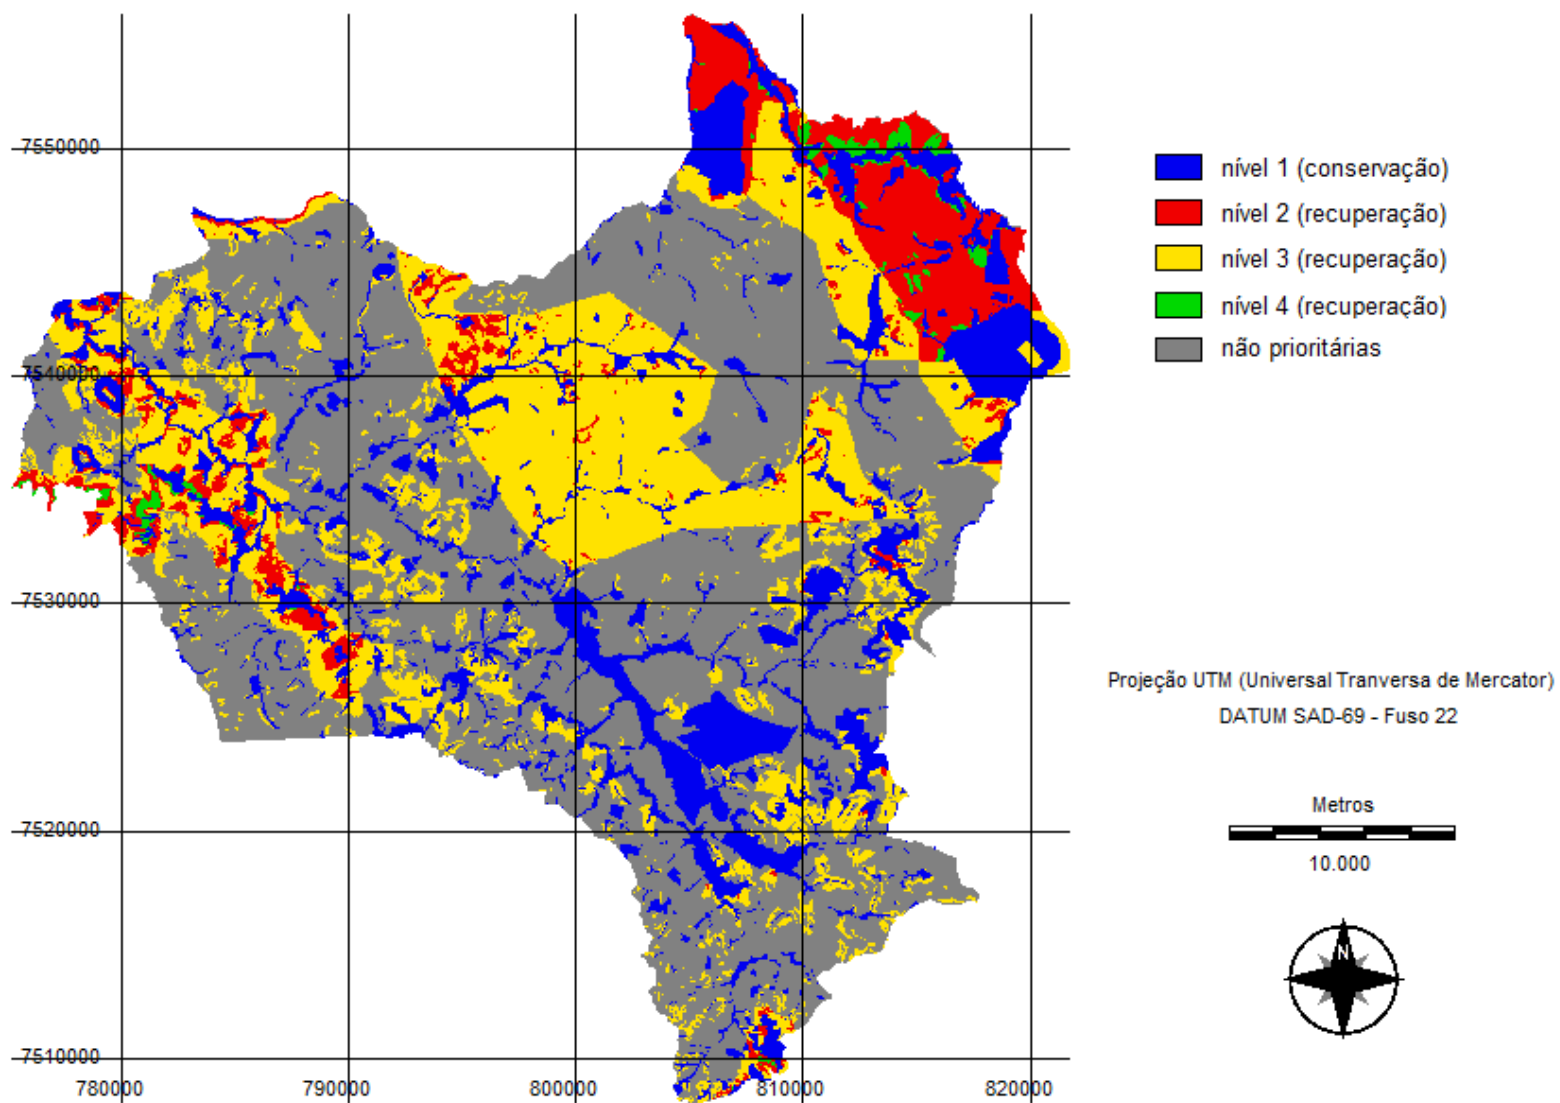 7550000
7540000
7530000
7520000
7510000
780000
790000
800000
810000
820000
nível 1 (conservação)
nível 2 (recuperação)
nível 3 (recuperação)
nível 4 (recuperação)
não prioritárias
Projeção UTM (Universal Tranversa de Mercator)
DATUM SAD-69 - Fuso 22
Metros
10.000
N